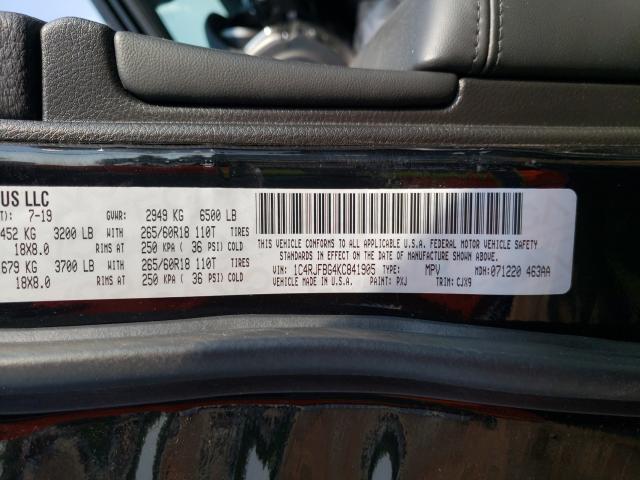 US LLC
T): 7-19 GVWR: 2949 KG 6500 LB
452 KG 3200 LB 265/60R18 110T TIRES
18X8.0 RIMS AT 250 KPA ( 36 PSI) COLD
679 KG 3700 LB 265/60R18 110T TIRES
18X8.0 RIMS AT 250 KPA ( 36 PSI) COLD
THIS VEHICLE CONFORMS TO ALL APPLICABLE U.S.A. FEDERAL MOTOR VEHICLE SAFETY
STANDARDS IN EFFECT ON THE DATE OF MANUFACTURE SHOWN ABOVE.
VIN: 1C4RJFBG4KC841905 TYPE: MPV MDH: 071220 463AA
VEHICLE MADE IN U.S.A. PAINT: PXJ TRIM: CJX9